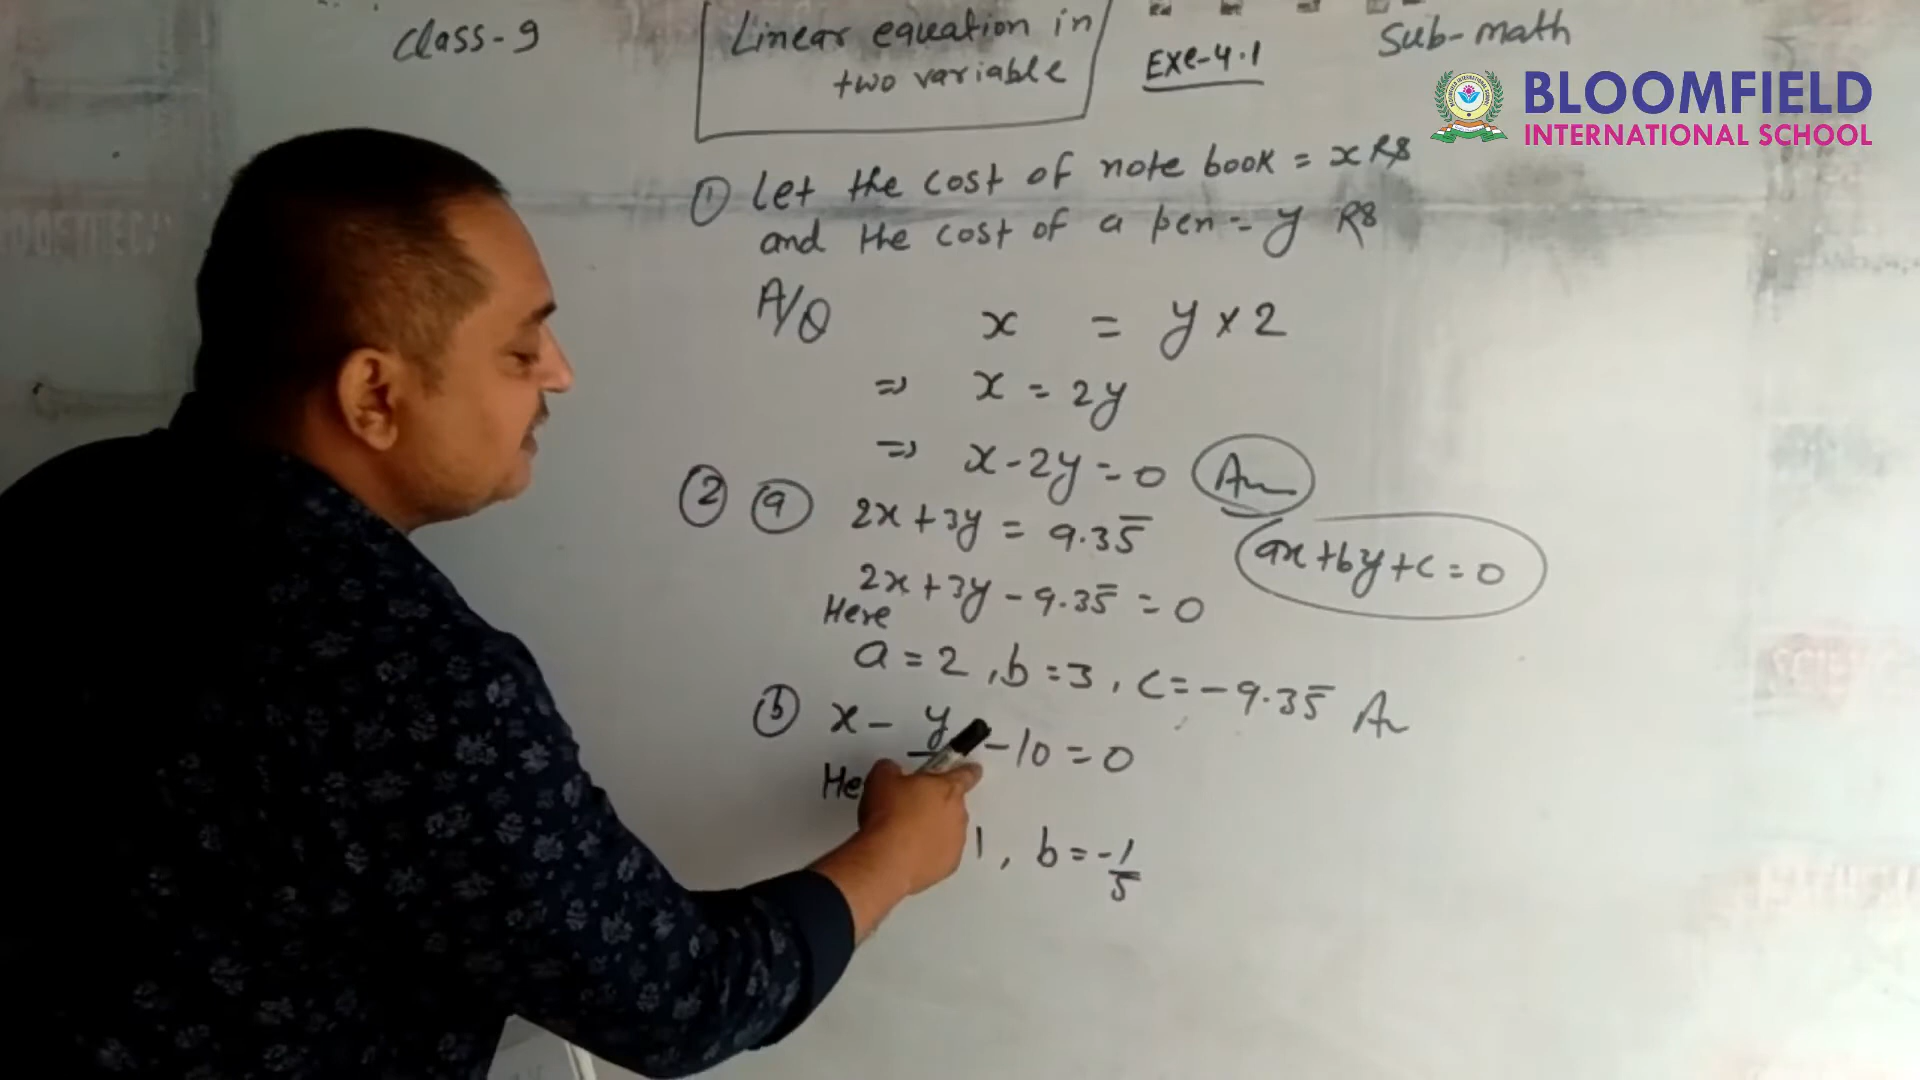 Class-9
Linear equation in
two variable
Exe-4.1
Sub-math
BLOOMFIELD
INTERNATIONAL SCHOOL
① Let the cost of note book = x Rs
and the cost of a pen = y Rs
A/Q x = y × 2
⇒ x = 2y
⇒ x - 2y = 0 Ans
② ⓐ 2x + 3y = 9.35̅
ax + by + c = 0
2x + 3y - 9.35̅ = 0
Here
a = 2, b = 3, c = - 9.35̅ An
ⓑ x - y - 10 = 0
He
1, b = -1/5